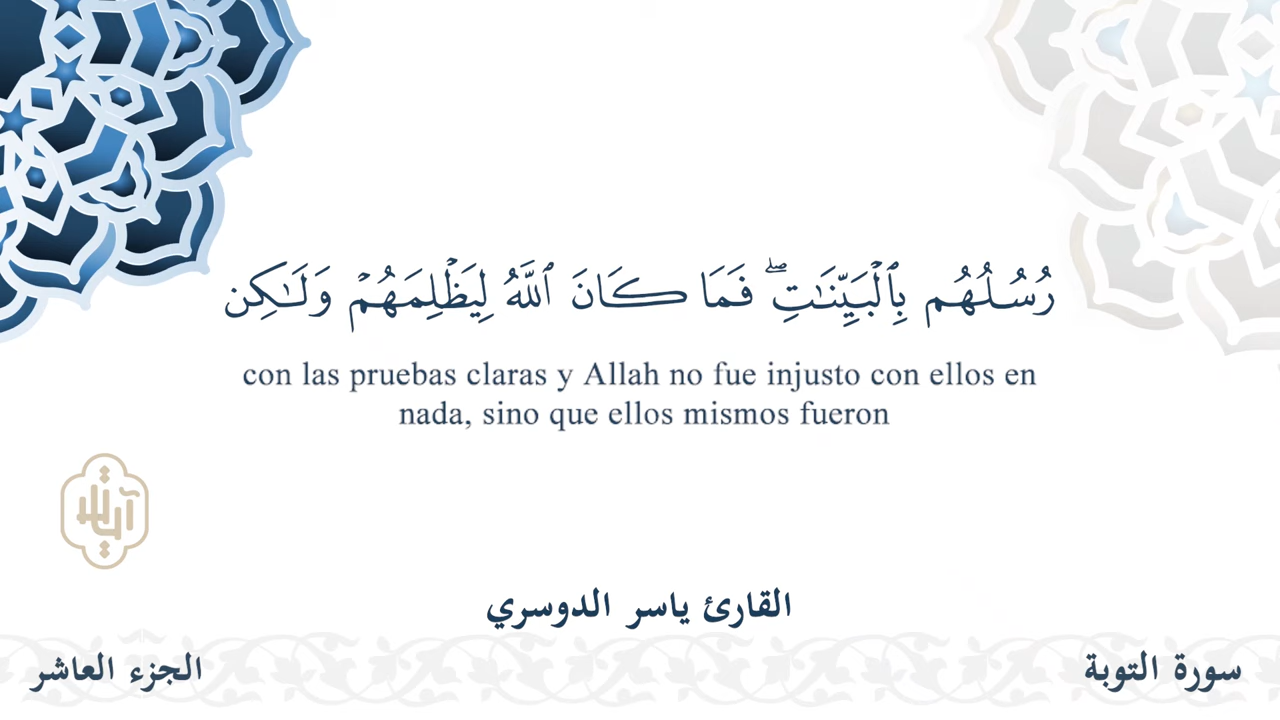 رُسُلُهُم بِٱلْبَيِّنَـٰتِۖ فَمَا كَانَ ٱللَّهُ لِيَظْلِمَهُمْ وَلَـٰكِن
con las pruebas claras y Allah no fue injusto con ellos en
nada, sino que ellos mismos fueron
القارئ ياسر الدوسري
سورة التوبة
الجزء العاشر